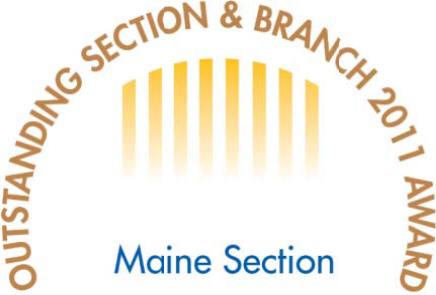 OUTSTANDING SECTION & BRANCH 2011 AWARD
Maine Section